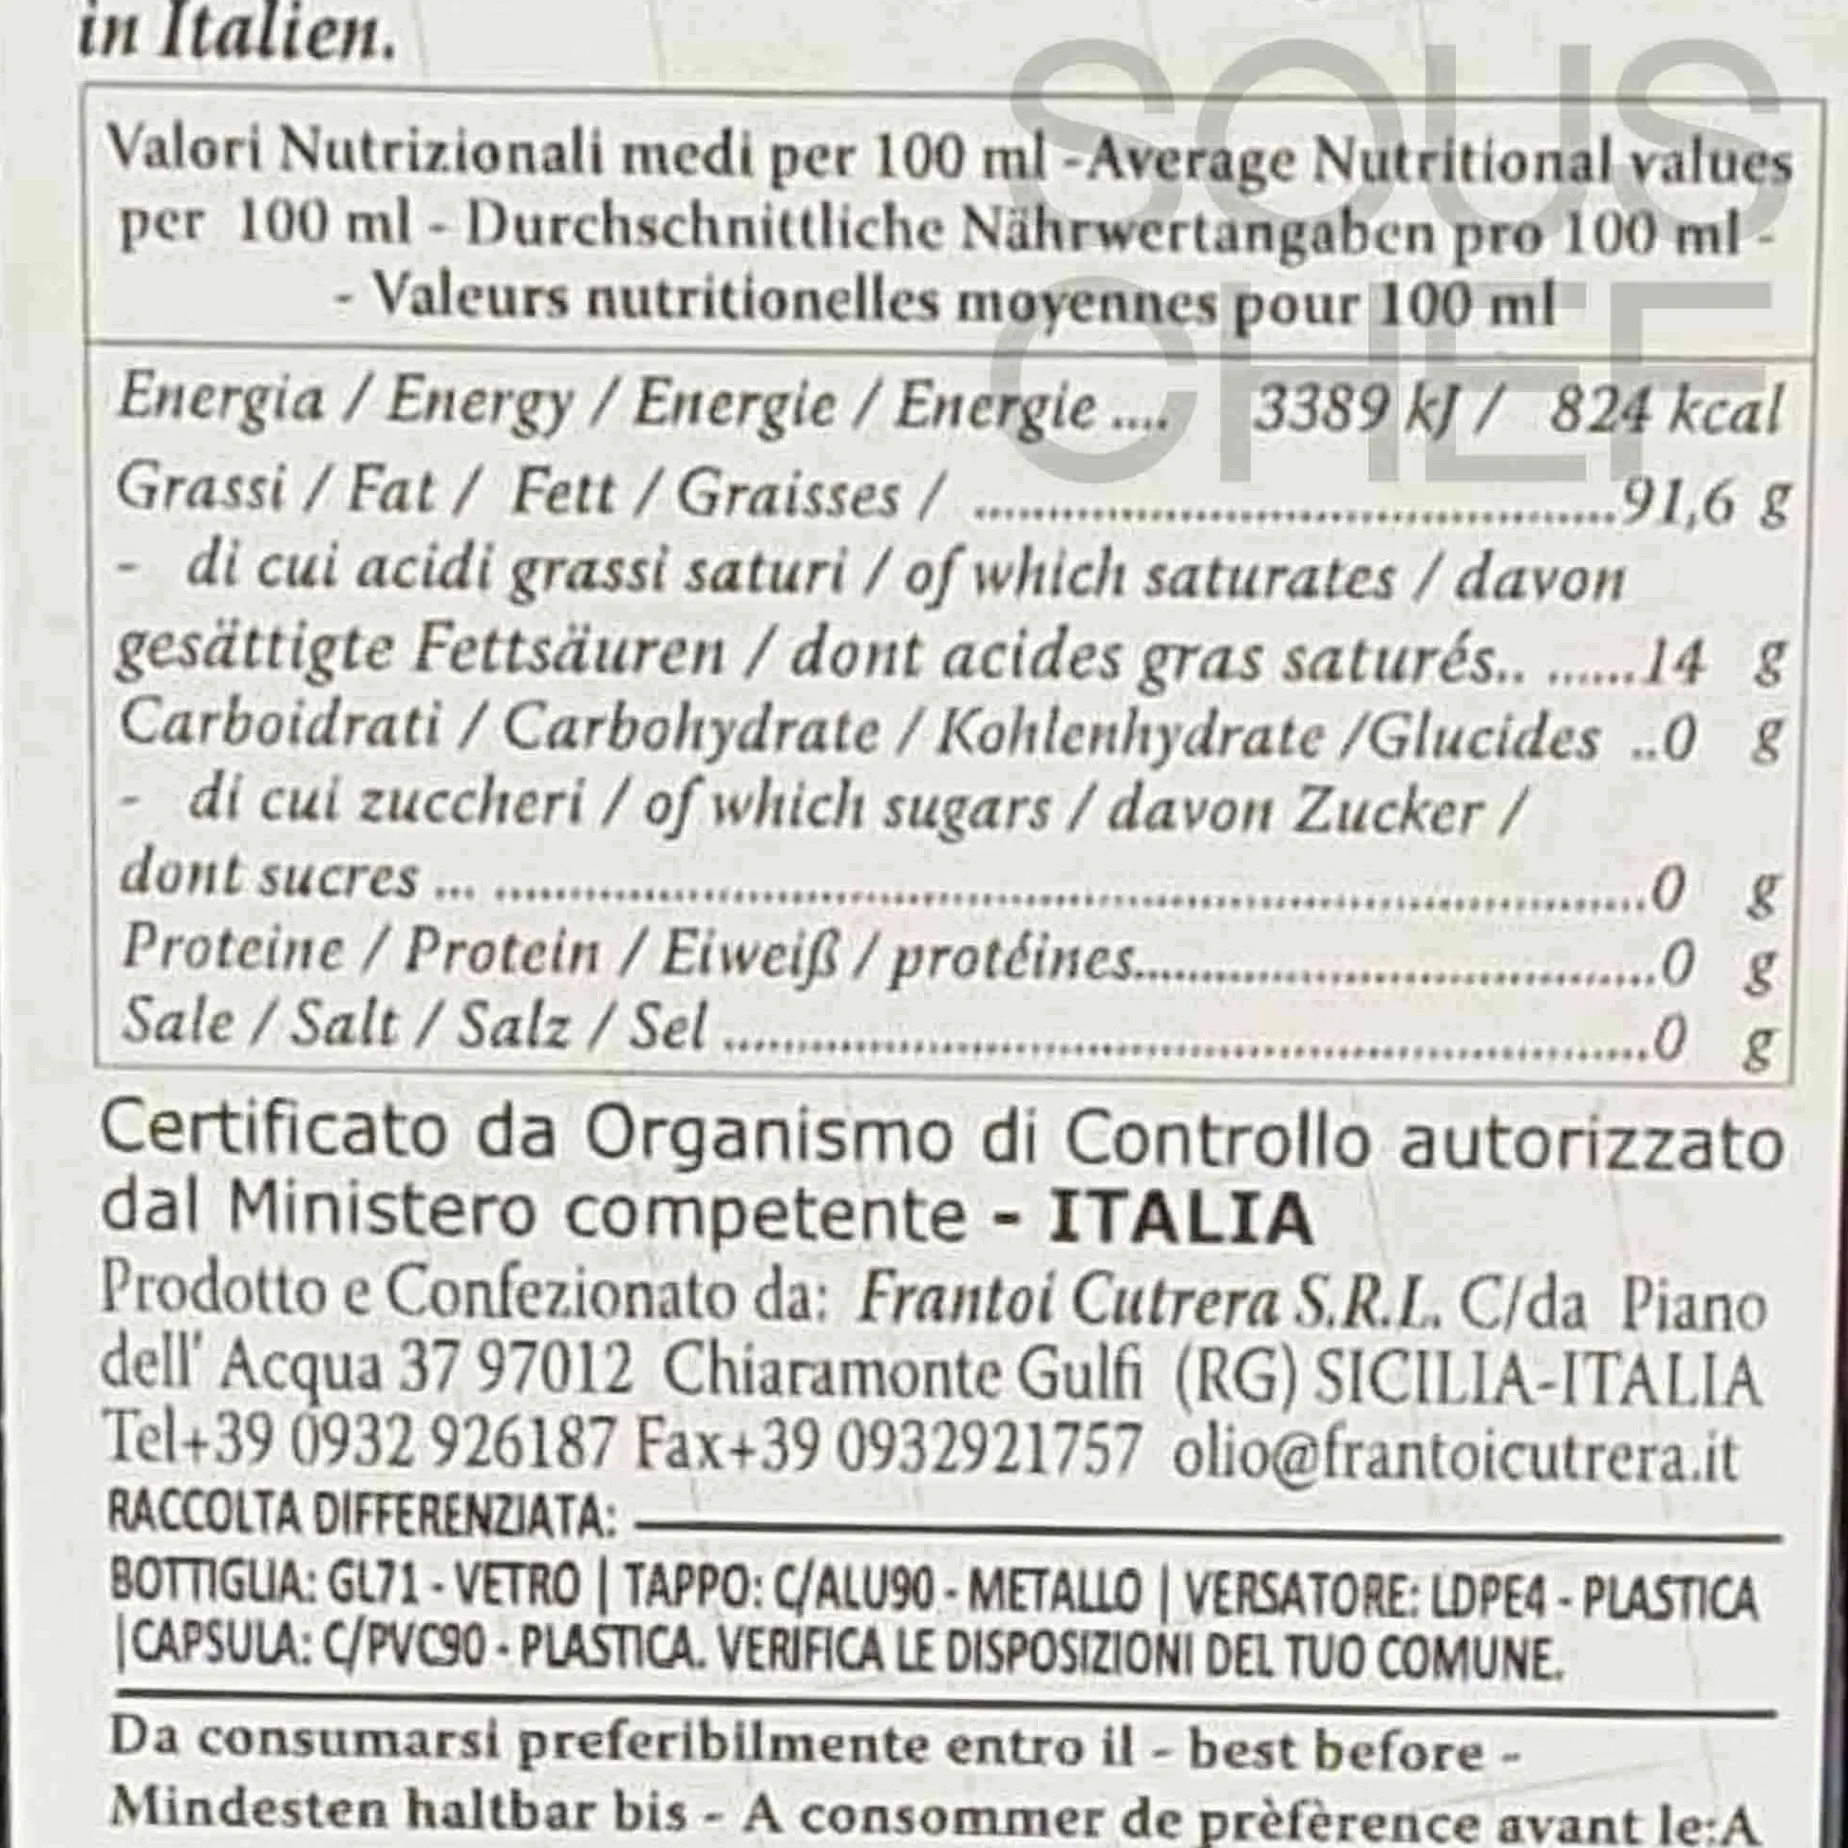 in Italien.
SOUS
CHEF
Valori Nutrizionali medi per 100 ml -Average Nutritional values
per 100 ml - Durchschnittliche Nährwertangaben pro 100 ml -
- Valeurs nutritionelles moyennes pour 100 ml
Energia / Energy / Energie / Energie .... 3389 kJ / 824 kcal
Grassi / Fat / Fett / Graisses / ..........................................91,6 g
- di cui acidi grassi saturi / of which saturates / davon
gesättigte Fettsäuren / dont acides gras saturés.. ......14 g
Carboidrati / Carbohydrate / Kohlenhydrate /Glucides ..0 g
- di cui zuccheri / of which sugars / davon Zucker /
dont sucres ... ..........................................................................0 g
Proteine / Protein / Eiweiß / protéines..................................0 g
Sale / Salt / Salz / Sel .............................................................0 g
Certificato da Organismo di Controllo autorizzato
dal Ministero competente - ITALIA
Prodotto e Confezionato da: Frantoi Cutrera S.R.L. C/da Piano
dell' Acqua 37 97012 Chiaramonte Gulfi (RG) SICILIA-ITALIA
Tel+39 0932 926187 Fax+39 0932921757 olio@frantoicutrera.it
RACCOLTA DIFFERENZIATA:
BOTTIGLIA: GL71 - VETRO | TAPPO: C/ALU90 - METALLO | VERSATORE: LDPE4 - PLASTICA
|CAPSULA: C/PVC90 - PLASTICA. VERIFICA LE DISPOSIZIONI DEL TUO COMUNE.
Da consumarsi preferibilmente entro il - best before -
Mindesten haltbar bis - A consommer de prèfèrence avant le:A